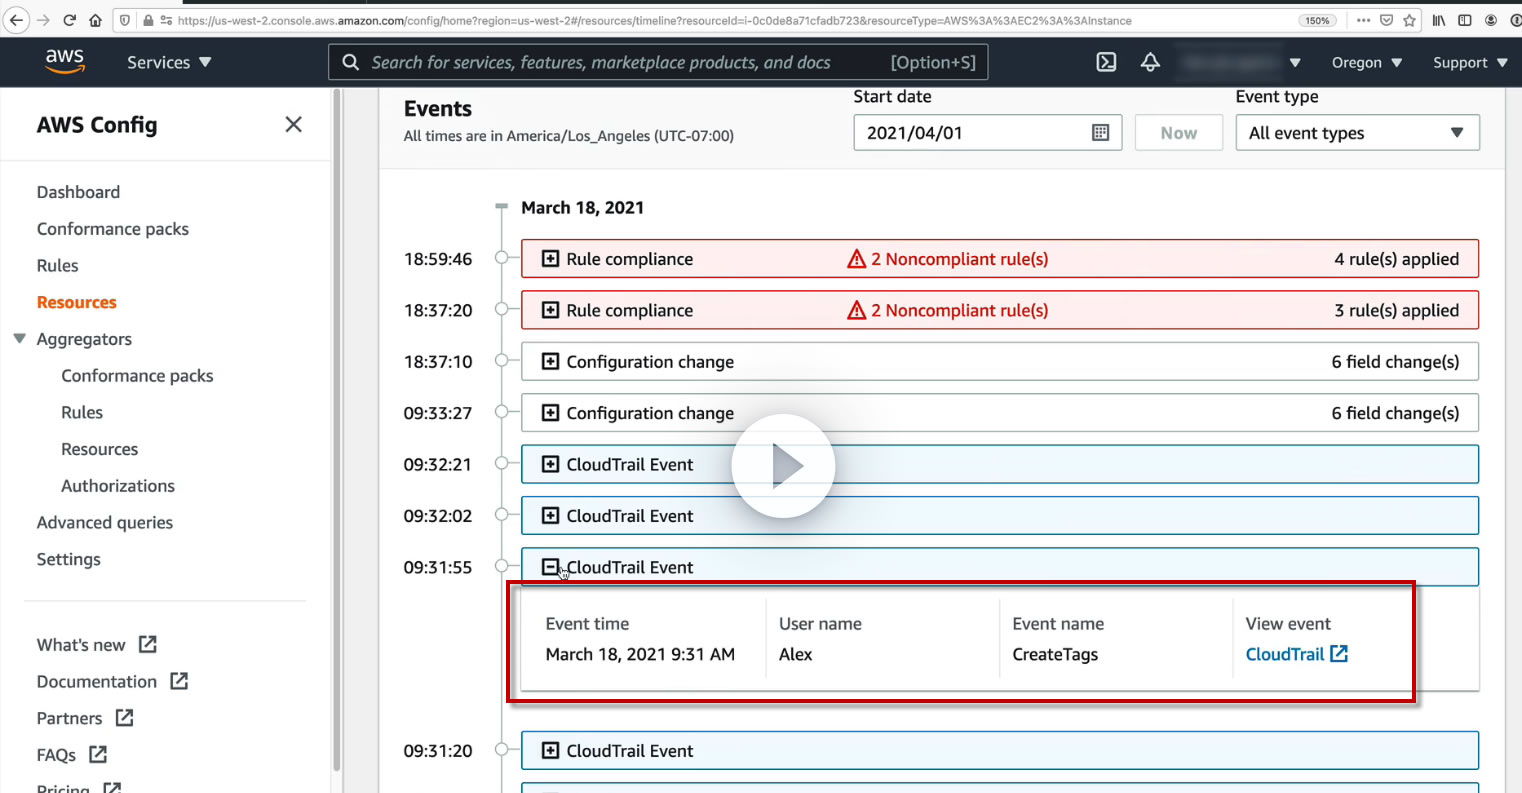 https://us-west-2.console.aws.amazon.com/config/home?region=us-west-2#/resources/timeline?resourceId=i-0c0de8a71cfadb723&resourceType=AWS%3A%3AEC2%3A%3AInstance 150%
aws Services Search for services, features, marketplace products, and docs [Option+S] Oregon Support
AWS Config
Dashboard
Conformance packs
Rules
Resources
Aggregators
Conformance packs
Rules
Resources
Authorizations
Advanced queries
Settings
What's new
Documentation
Partners
FAQs
Pricing
Events
All times are in America/Los_Angeles (UTC-07:00)
Start date
2021/04/01
Now
Event type
All event types
March 18, 2021
18:59:46 Rule compliance 2 Noncompliant rule(s) 4 rule(s) applied
18:37:20 Rule compliance 2 Noncompliant rule(s) 3 rule(s) applied
18:37:10 Configuration change 6 field change(s)
09:33:27 Configuration change 6 field change(s)
09:32:21 CloudTrail Event
09:32:02 CloudTrail Event
09:31:55 CloudTrail Event
Event time User name Event name View event
March 18, 2021 9:31 AM Alex CreateTags CloudTrail
09:31:20 CloudTrail Event